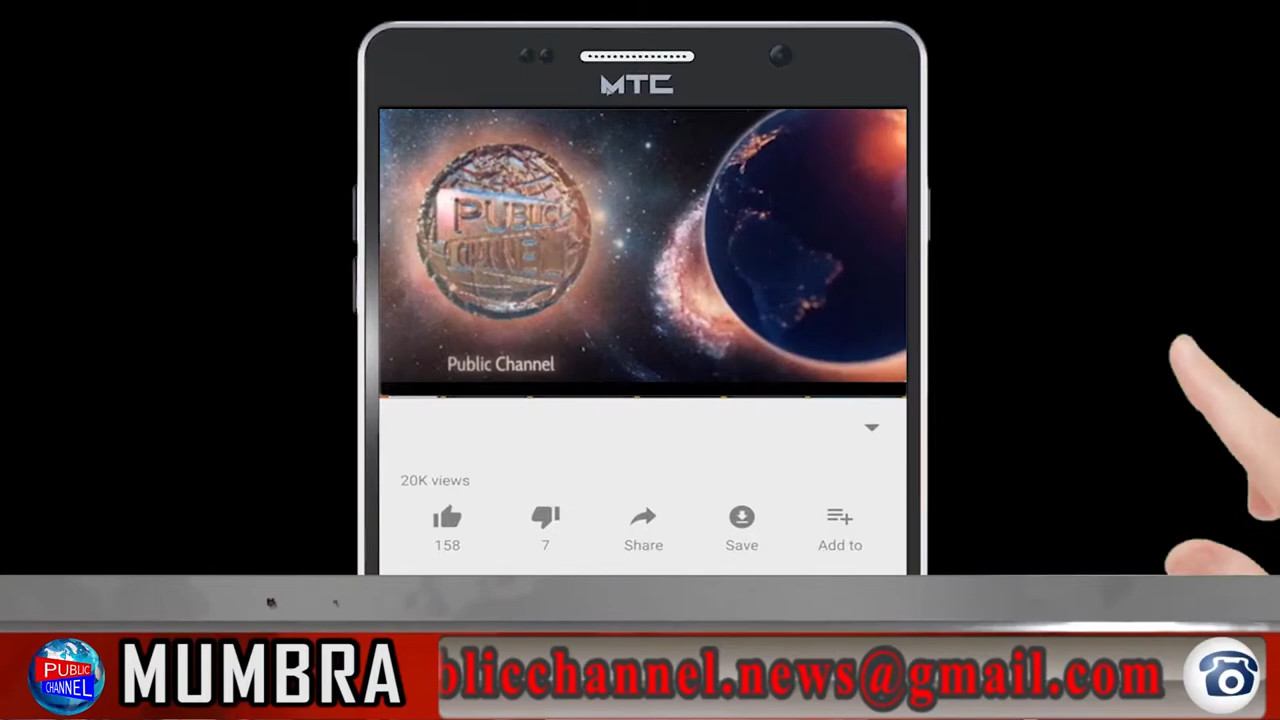 MTC
PUBLIC
CHANNEL
Public Channel
20K views
158
7
Share
Save
Add to
PUBLIC
CHANNEL
MUMBRA
blicchannel.news@gmail.com